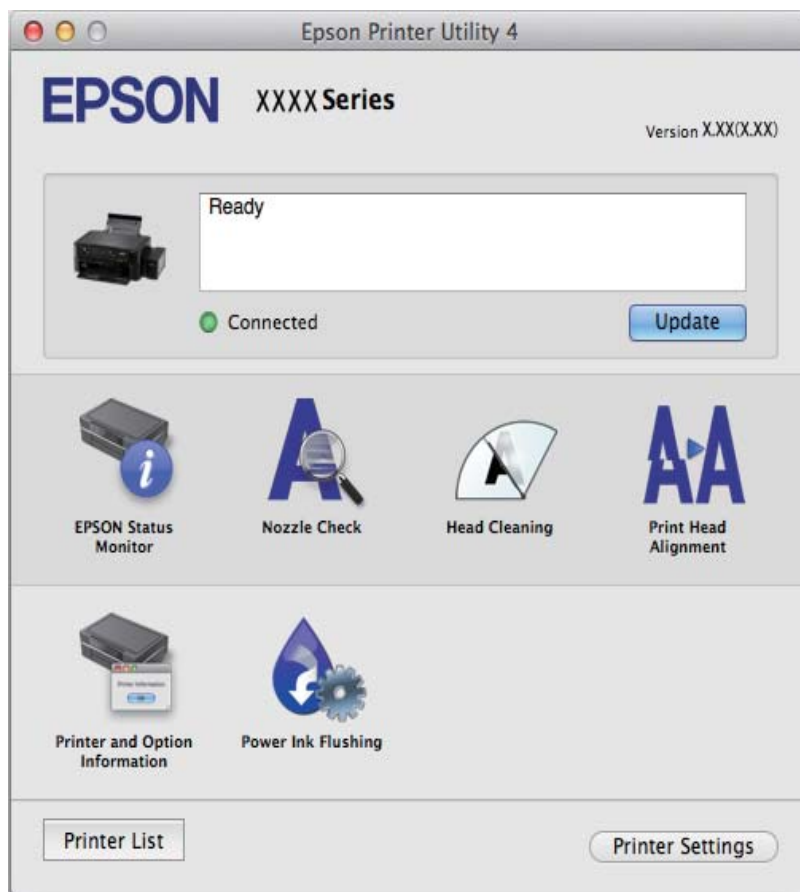 Epson Printer Utility 4
EPSON XXXX Series
Version X.XX(X.XX)
Ready
Connected
Update
EPSON Status
Monitor
Nozzle Check
Head Cleaning
Print Head
Alignment
Printer and Option
Information
Power Ink Flushing
Printer List
Printer Settings